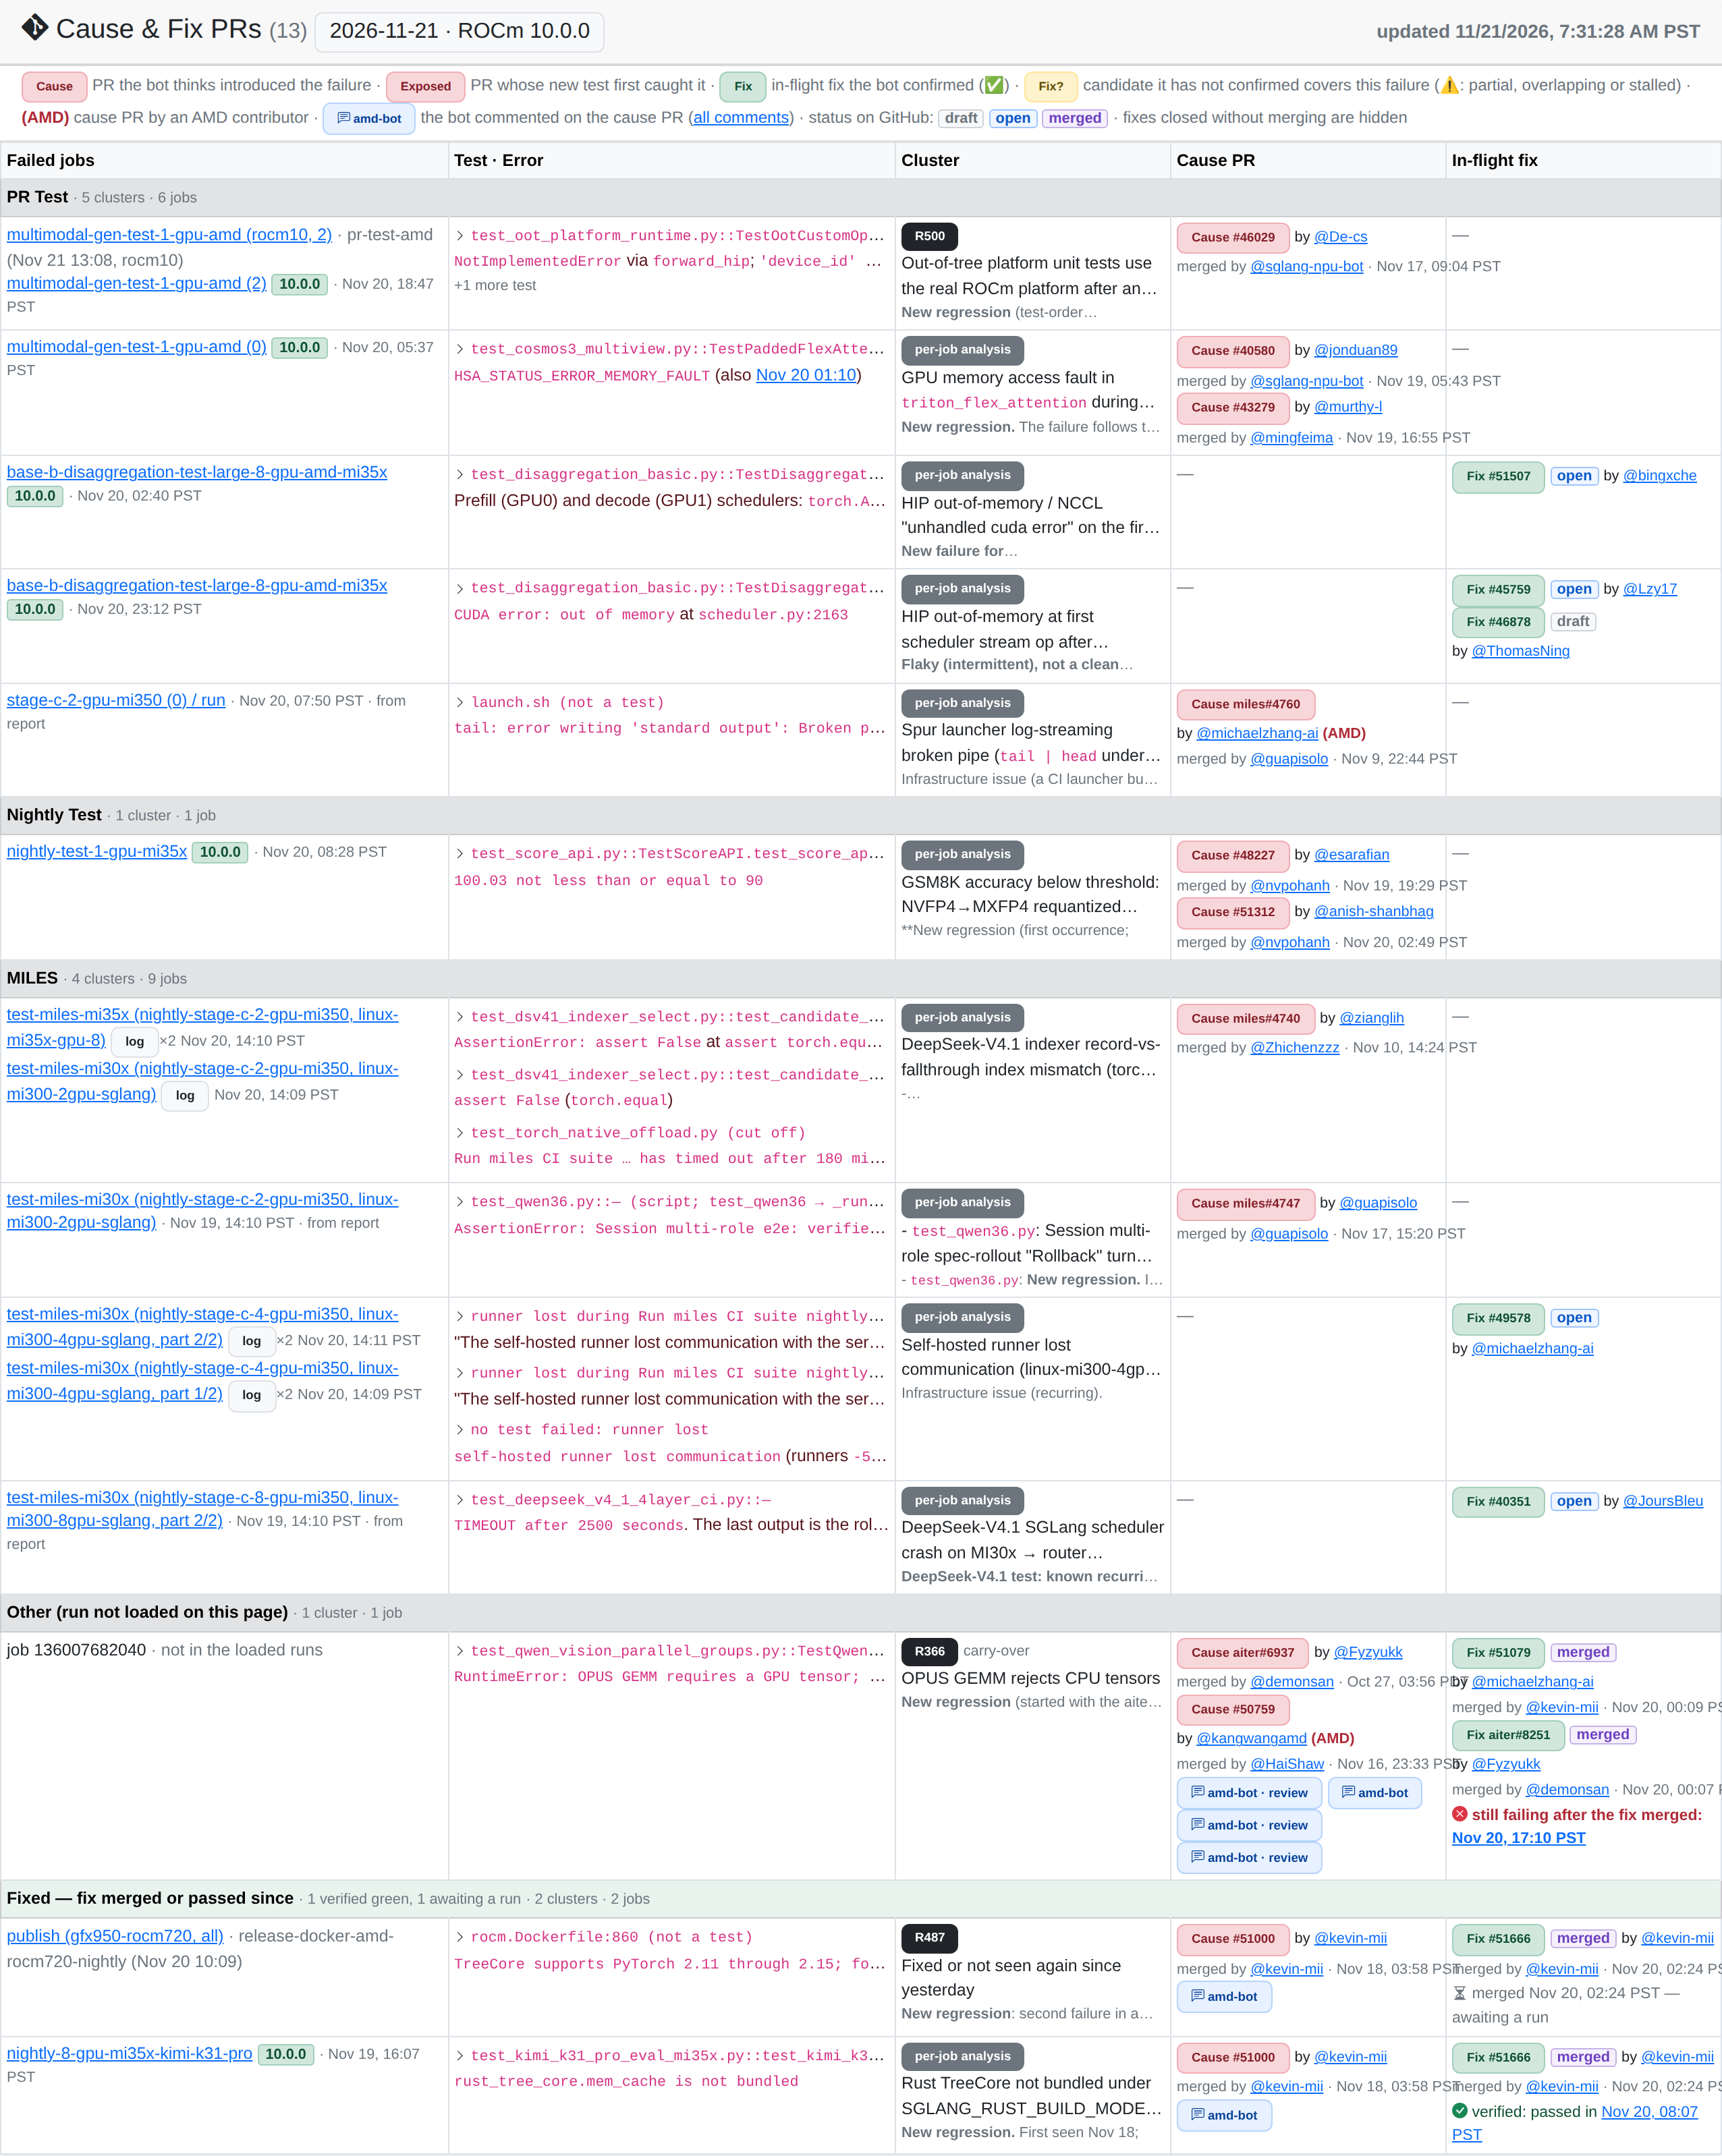 Cause & Fix PRs (13) 2026-11-21 · ROCm 10.0.0
updated 11/21/2026, 7:31:28 AM PST
Cause PR the bot thinks introduced the failure · Exposed PR whose new test first caught it · Fix in-flight fix the bot confirmed (✅) · Fix? candidate it has not confirmed covers this failure (⚠️: partial, overlapping or stalled) ·
(AMD) cause PR by an AMD contributor · amd-bot the bot commented on the cause PR (all comments) · status on GitHub: draft open merged · fixes closed without merging are hidden
Failed jobs
Test · Error
Cluster
Cause PR
In-flight fix
PR Test · 5 clusters · 6 jobs
multimodal-gen-test-1-gpu-amd (rocm10, 2) · pr-test-amd
(Nov 21 13:08, rocm10)
multimodal-gen-test-1-gpu-amd (2) 10.0.0 · Nov 20, 18:47
PST
test_oot_platform_runtime.py::TestOotCustomOp…
NotImplementedError via forward_hip; 'device_id' …
+1 more test
R500
Out-of-tree platform unit tests use
the real ROCm platform after an…
New regression (test-order…
Cause #46029 by @De-cs
merged by @sglang-npu-bot · Nov 17, 09:04 PST
—
multimodal-gen-test-1-gpu-amd (0) 10.0.0 · Nov 20, 05:37
PST
test_cosmos3_multiview.py::TestPaddedFlexAtte…
HSA_STATUS_ERROR_MEMORY_FAULT (also Nov 20 01:10)
per-job analysis
GPU memory access fault in
triton_flex_attention during…
New regression. The failure follows t…
Cause #40580 by @jonduan89
merged by @sglang-npu-bot · Nov 19, 05:43 PST
Cause #43279 by @murthy-l
merged by @mingfeima · Nov 19, 16:55 PST
—
base-b-disaggregation-test-large-8-gpu-amd-mi35x
10.0.0 · Nov 20, 02:40 PST
test_disaggregation_basic.py::TestDisaggregat…
Prefill (GPU0) and decode (GPU1) schedulers: torch.A…
per-job analysis
HIP out-of-memory / NCCL
"unhandled cuda error" on the fir…
New failure for…
—
Fix #51507 open by @bingxche
base-b-disaggregation-test-large-8-gpu-amd-mi35x
10.0.0 · Nov 20, 23:12 PST
test_disaggregation_basic.py::TestDisaggregat…
CUDA error: out of memory at scheduler.py:2163
per-job analysis
HIP out-of-memory at first
scheduler stream op after…
Flaky (intermittent), not a clean…
—
Fix #45759 open by @Lzy17
Fix #46878 draft
by @ThomasNing
stage-c-2-gpu-mi350 (0) / run · Nov 20, 07:50 PST · from
report
launch.sh (not a test)
tail: error writing 'standard output': Broken p…
per-job analysis
Spur launcher log-streaming
broken pipe (tail | head under…
Infrastructure issue (a CI launcher bu…
Cause miles#4760
by @michaelzhang-ai (AMD)
merged by @guapisolo · Nov 9, 22:44 PST
—
Nightly Test · 1 cluster · 1 job
nightly-test-1-gpu-mi35x 10.0.0 · Nov 20, 08:28 PST
test_score_api.py::TestScoreAPI.test_score_ap…
100.03 not less than or equal to 90
per-job analysis
GSM8K accuracy below threshold:
NVFP4→MXFP4 requantized…
**New regression (first occurrence;
Cause #48227 by @esarafian
merged by @nvpohanh · Nov 19, 19:29 PST
Cause #51312 by @anish-shanbhag
merged by @nvpohanh · Nov 20, 02:49 PST
—
MILES · 4 clusters · 9 jobs
test-miles-mi35x (nightly-stage-c-2-gpu-mi350, linux-
mi35x-gpu-8) log ×2 Nov 20, 14:10 PST
test-miles-mi30x (nightly-stage-c-2-gpu-mi350, linux-
mi300-2gpu-sglang) log Nov 20, 14:09 PST
test_dsv41_indexer_select.py::test_candidate_…
AssertionError: assert False at assert torch.equ…
test_dsv41_indexer_select.py::test_candidate_…
assert False (torch.equal)
test_torch_native_offload.py (cut off)
Run miles CI suite … has timed out after 180 mi…
per-job analysis
DeepSeek-V4.1 indexer record-vs-
fallthrough index mismatch (torc…
-…
Cause miles#4740 by @zianglih
merged by @Zhichenzzz · Nov 10, 14:24 PST
—
test-miles-mi30x (nightly-stage-c-2-gpu-mi350, linux-
mi300-2gpu-sglang) · Nov 19, 14:10 PST · from report
test_qwen36.py::— (script; test_qwen36 → _run…
AssertionError: Session multi-role e2e: verifie…
per-job analysis
- test_qwen36.py: Session multi-
role spec-rollout "Rollback" turn…
- test_qwen36.py: New regression. I…
Cause miles#4747 by @guapisolo
merged by @guapisolo · Nov 17, 15:20 PST
—
test-miles-mi30x (nightly-stage-c-4-gpu-mi350, linux-
mi300-4gpu-sglang, part 2/2) log ×2 Nov 20, 14:11 PST
test-miles-mi30x (nightly-stage-c-4-gpu-mi350, linux-
mi300-4gpu-sglang, part 1/2) log ×2 Nov 20, 14:09 PST
runner lost during Run miles CI suite nightly…
"The self-hosted runner lost communication with the ser…
runner lost during Run miles CI suite nightly…
"The self-hosted runner lost communication with the ser…
no test failed: runner lost
self-hosted runner lost communication (runners -5…
per-job analysis
Self-hosted runner lost
communication (linux-mi300-4gp…
Infrastructure issue (recurring).
—
Fix #49578 open
by @michaelzhang-ai
test-miles-mi30x (nightly-stage-c-8-gpu-mi350, linux-
mi300-8gpu-sglang, part 2/2) · Nov 19, 14:10 PST · from
report
test_deepseek_v4_1_4layer_ci.py::—
TIMEOUT after 2500 seconds. The last output is the rol…
per-job analysis
DeepSeek-V4.1 SGLang scheduler
crash on MI30x → router…
DeepSeek-V4.1 test: known recurri…
—
Fix #40351 open by @JoursBleu
Other (run not loaded on this page) · 1 cluster · 1 job
job 136007682040 · not in the loaded runs
test_qwen_vision_parallel_groups.py::TestQwen…
RuntimeError: OPUS GEMM requires a GPU tensor; …
R366 carry-over
OPUS GEMM rejects CPU tensors
New regression (started with the aite…
Cause aiter#6937 by @Fyzyukk
merged by @demonsan · Oct 27, 03:56 PDT
Cause #50759
by @kangwangamd (AMD)
merged by @HaiShaw · Nov 16, 23:33 PST
amd-bot · review amd-bot
amd-bot · review
amd-bot · review
Fix #51079 merged
by @michaelzhang-ai
merged by @kevin-mii · Nov 20, 00:09 PS
Fix aiter#8251 merged
by @Fyzyukk
merged by @demonsan · Nov 20, 00:07 P
still failing after the fix merged:
Nov 20, 17:10 PST
Fixed — fix merged or passed since · 1 verified green, 1 awaiting a run · 2 clusters · 2 jobs
publish (gfx950-rocm720, all) · release-docker-amd-
rocm720-nightly (Nov 20 10:09)
rocm.Dockerfile:860 (not a test)
TreeCore supports PyTorch 2.11 through 2.15; fo…
R487
Fixed or not seen again since
yesterday
New regression: second failure in a…
Cause #51000 by @kevin-mii
merged by @kevin-mii · Nov 18, 03:58 PST
amd-bot
Fix #51666 merged by @kevin-mii
merged by @kevin-mii · Nov 20, 02:24 PS
⏳ merged Nov 20, 02:24 PST —
awaiting a run
nightly-8-gpu-mi35x-kimi-k31-pro 10.0.0 · Nov 19, 16:07
PST
test_kimi_k31_pro_eval_mi35x.py::test_kimi_k3…
rust_tree_core.mem_cache is not bundled
per-job analysis
Rust TreeCore not bundled under
SGLANG_RUST_BUILD_MODE…
New regression. First seen Nov 18;
Cause #51000 by @kevin-mii
merged by @kevin-mii · Nov 18, 03:58 PST
amd-bot
Fix #51666 merged by @kevin-mii
merged by @kevin-mii · Nov 20, 02:24 PS
verified: passed in Nov 20, 08:07
PST